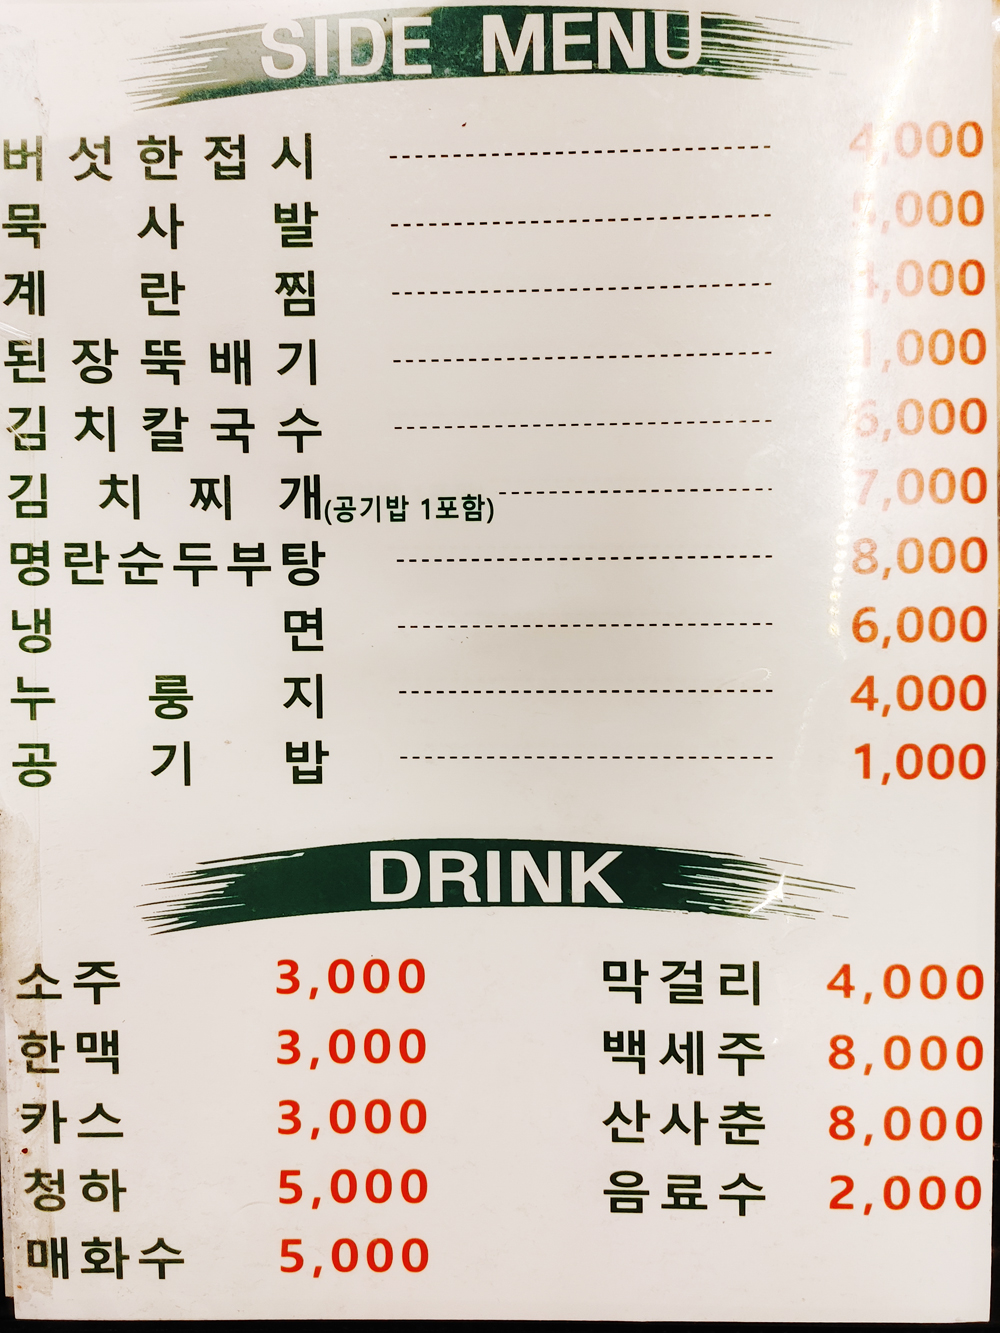 SIDE MENU
버섯한접시 4,000
묵사발 5,000
계란찜 4,000
된장뚝배기 1,000
김치칼국수 6,000
김치찌개(공기밥 1포함) 7,000
명란순두부탕 8,000
냉면 6,000
누룽지 4,000
공기밥 1,000
DRINK
소주 3,000 막걸리 4,000
한맥 3,000 백세주 8,000
카스 3,000 산사춘 8,000
청하 5,000 음료수 2,000
매화수 5,000